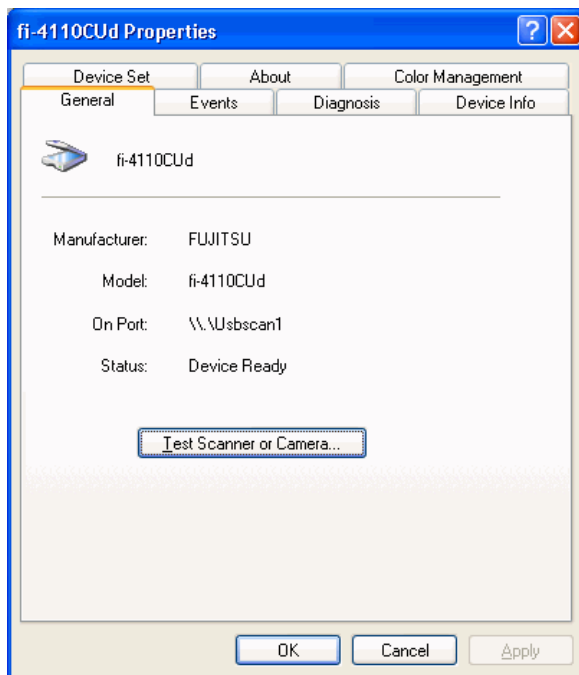 fi-4110CUd Properties
Device Set About Color Management
General Events Diagnosis Device Info
fi-4110CUd
Manufacturer: FUJITSU
Model: fi-4110CUd
On Port: \\.\Usbscan1
Status: Device Ready
Test Scanner or Camera...
OK Cancel Apply